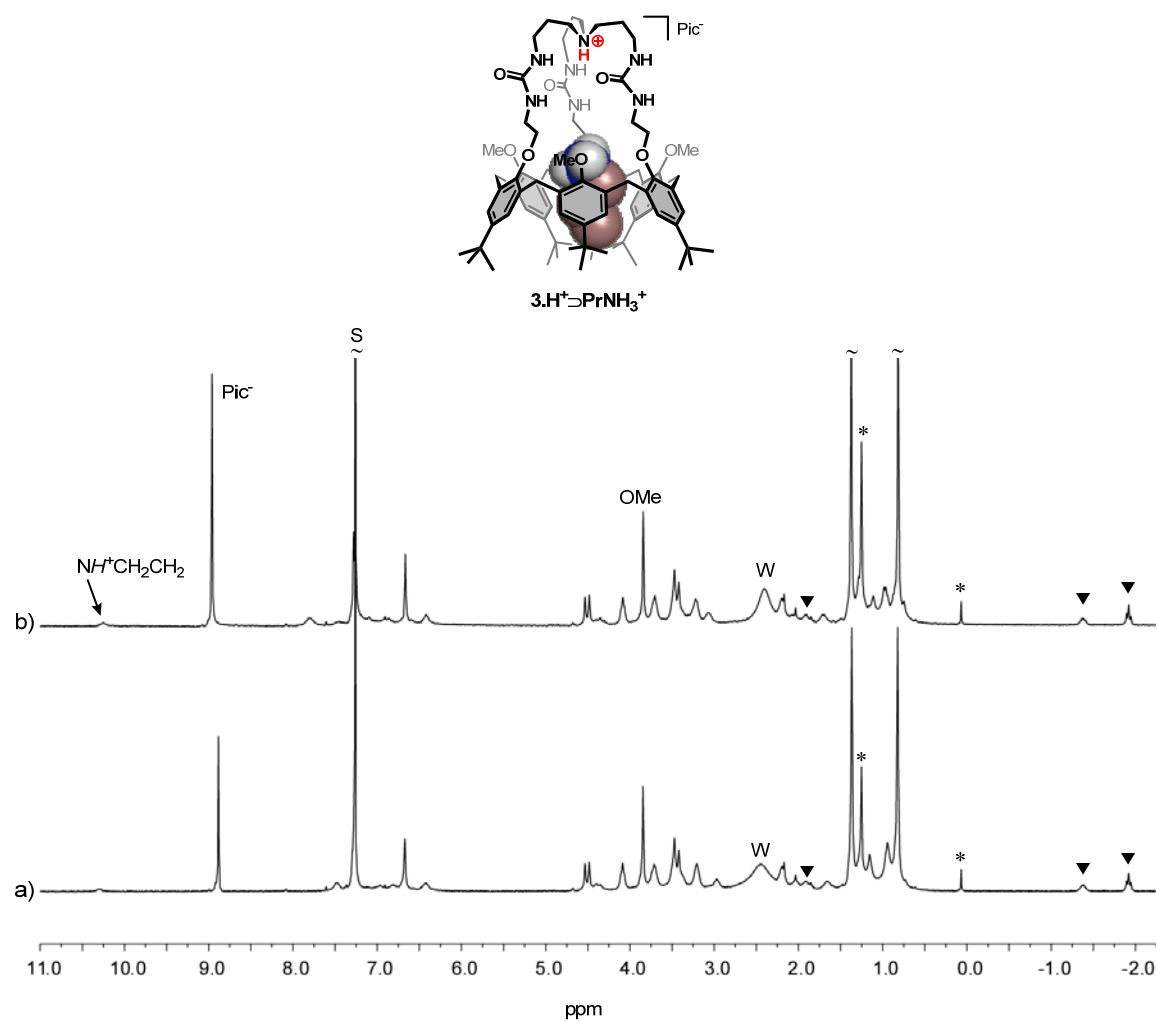 Pic⁻
N⊕
H
NH
NH
NH
O
O
O
NH
NH
NH
MeO
O
MeO
O
OMe
3.H⁺⊃PrNH₃⁺
S
~
~
~
Pic⁻
*
OMe
NH⁺CH₂CH₂
W
*
b)
*
W
*
a)
11.0 10.0 9.0 8.0 7.0 6.0 5.0 4.0 3.0 2.0 1.0 0.0 -1.0 -2.0
ppm